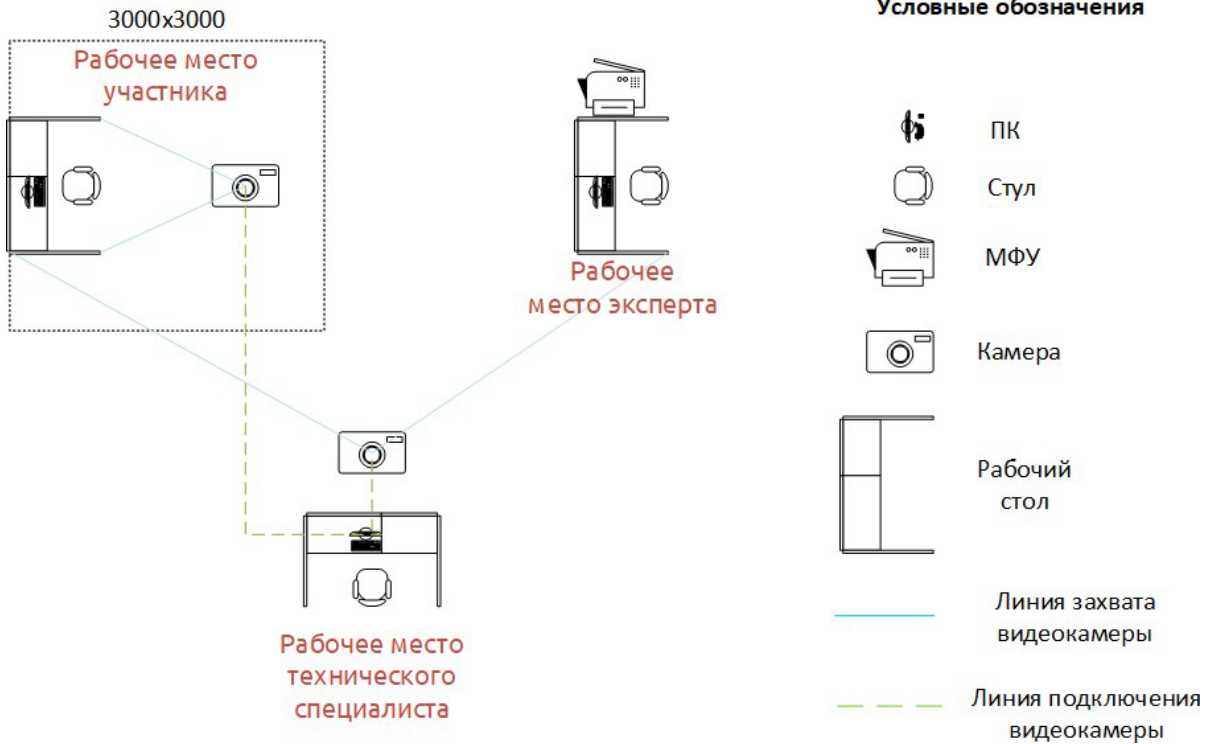 3000x3000
Рабочее место
участника
Рабочее
место эксперта
Рабочее место
технического
специалиста
Условные обозначения
ПК
Стул
МФУ
Камера
Рабочий
стол
Линия захвата
видеокамеры
Линия подключения
видеокамеры